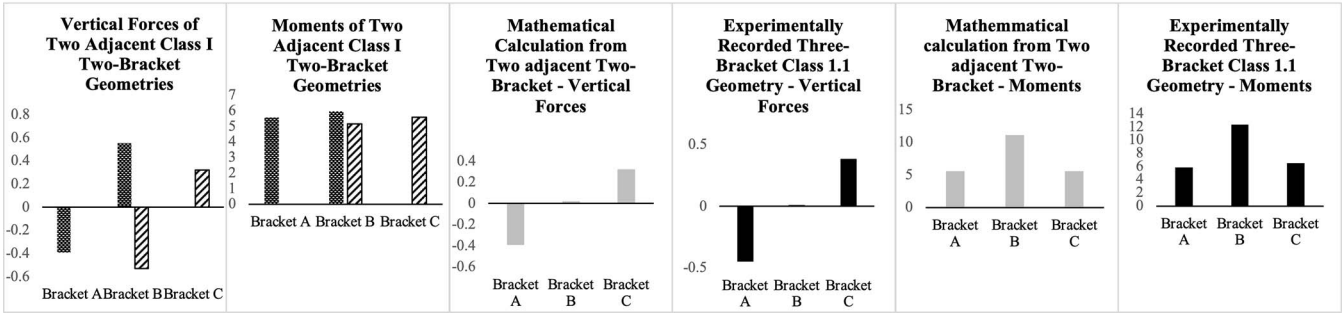 Vertical Forces of
Two Adjacent Class I
Two-Bracket
Geometries
0.8
0.6
0.4
0.2
0
-0.2
-0.4
-0.6
Bracket A Bracket B Bracket C
Moments of Two
Adjacent Class I
Two-Bracket
Geometries
7
6
5
4
3
2
1
0
Bracket A Bracket B Bracket C
Mathematical
Calculation from
Two adjacent Two-
Bracket - Vertical
Forces
0.4
0.2
0
-0.2
-0.4
-0.6
Bracket Bracket Bracket
A B C
Experimentally
Recorded Three-
Bracket Class 1.1
Geometry - Vertical
Forces
0.5
0
-0.5
Bracket Bracket Bracket
A B C
Mathemmatical
calculation from Two
adjacent Two-
Bracket - Moments
15
10
5
0
Bracket Bracket Bracket
A B C
Experimentally
Recorded Three-
Bracket Class 1.1
Geometry - Moments
14
12
10
8
6
4
2
0
Bracket Bracket Bracket
A B C